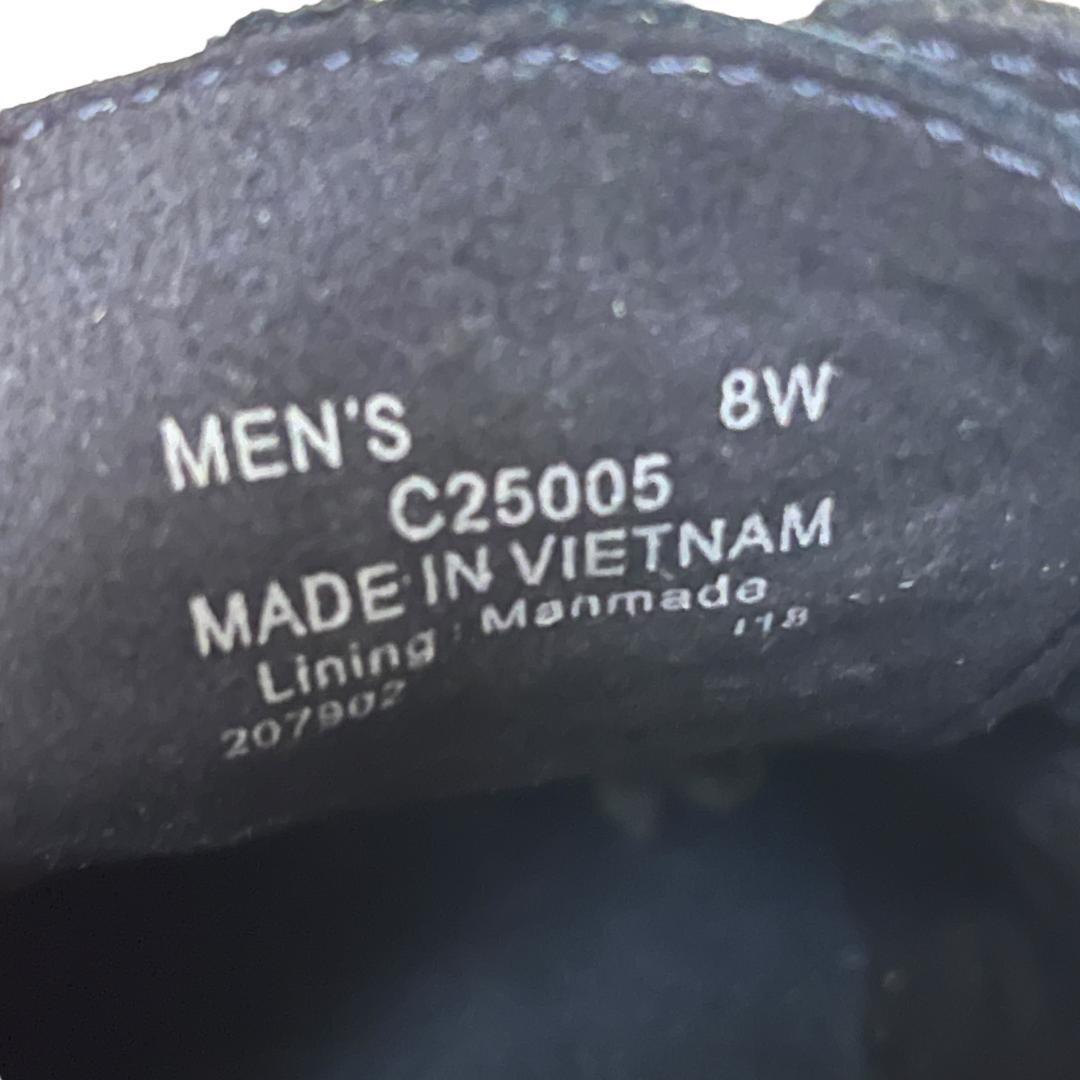 MEN'S 8W
C25005
MADE IN VIETNAM
Lining : Manmade
207902 118